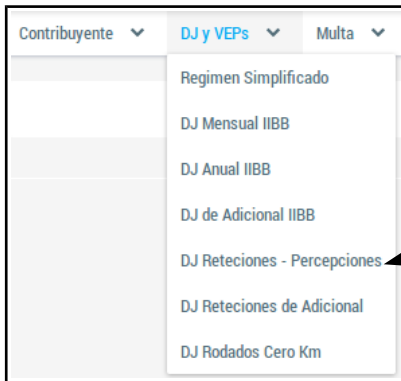 Contribuyente DJ y VEPs Multa
Regimen Simplificado
DJ Mensual IIBB
DJ Anual IIBB
DJ de Adicional IIBB
DJ Reteciones - Percepciones
DJ Reteciones de Adicional
DJ Rodados Cero Km